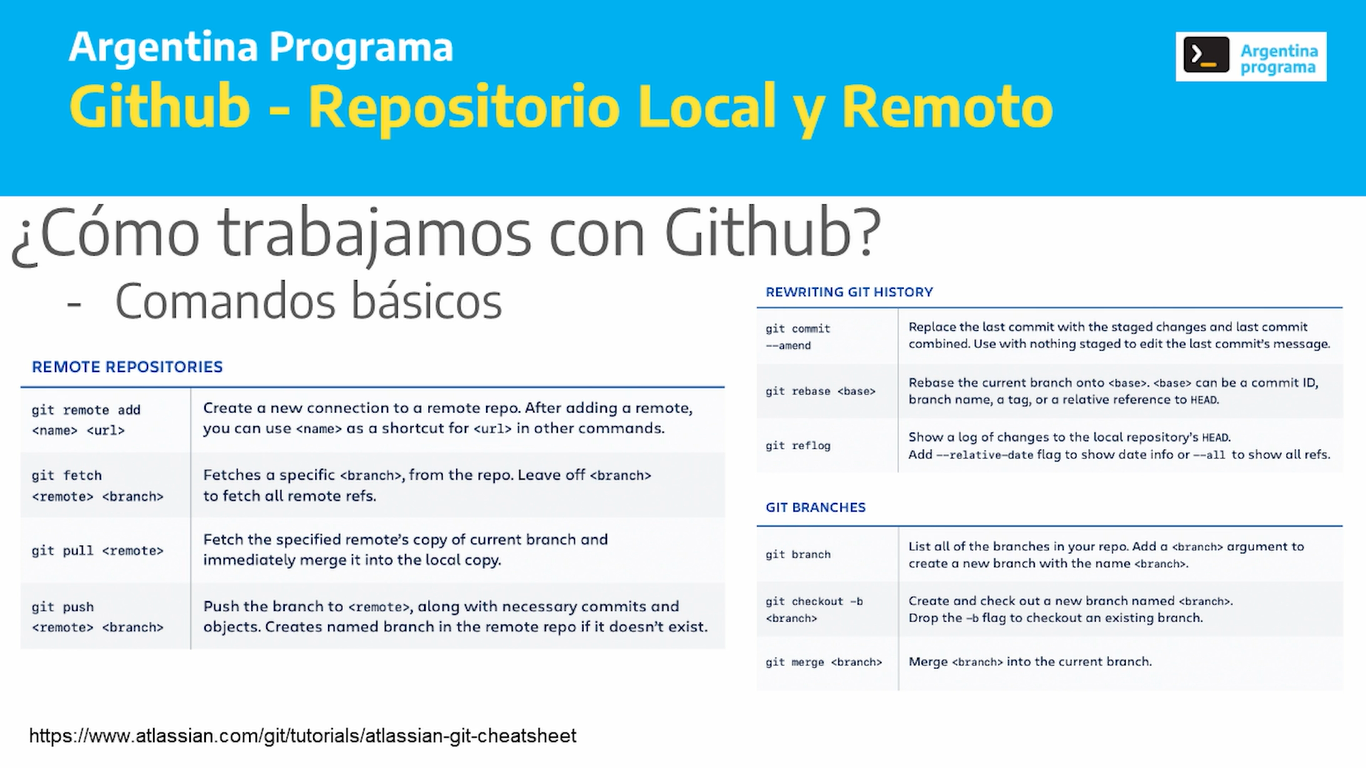 Argentina Programa
Github - Repositorio Local y Remoto
Argentina
programa
¿Cómo trabajamos con Github?
- Comandos básicos
REMOTE REPOSITORIES
git remote add
<name> <url>
Create a new connection to a remote repo. After adding a remote,
you can use <name> as a shortcut for <url> in other commands.
git fetch
<remote> <branch>
Fetches a specific <branch>, from the repo. Leave off <branch>
to fetch all remote refs.
git pull <remote>
Fetch the specified remote's copy of current branch and
immediately merge it into the local copy.
git push
<remote> <branch>
Push the branch to <remote>, along with necessary commits and
objects. Creates named branch in the remote repo if it doesn't exist.
REWRITING GIT HISTORY
git commit
--amend
Replace the last commit with the staged changes and last commit
combined. Use with nothing staged to edit the last commit's message.
git rebase <base>
Rebase the current branch onto <base>. <base> can be a commit ID,
branch name, a tag, or a relative reference to HEAD.
git reflog
Show a log of changes to the local repository's HEAD.
Add --relative-date flag to show date info or --all to show all refs.
GIT BRANCHES
git branch
List all of the branches in your repo. Add a <branch> argument to
create a new branch with the name <branch>.
git checkout -b
<branch>
Create and check out a new branch named <branch>.
Drop the -b flag to checkout an existing branch.
git merge <branch>
Merge <branch> into the current branch.
https://www.atlassian.com/git/tutorials/atlassian-git-cheatsheet